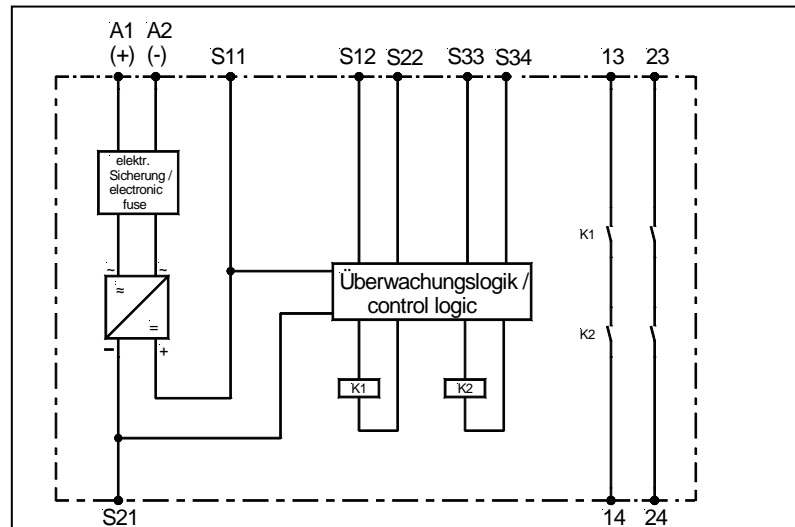 A1 A2
(+) (-) S11 S12 S22 S33 S34 13 23
elektr.
Sicherung /
electronic
fuse
K1
~ ~
≈
=
− +
Überwachungslogik /
control logic
K2
K1 K2
S21 14 24